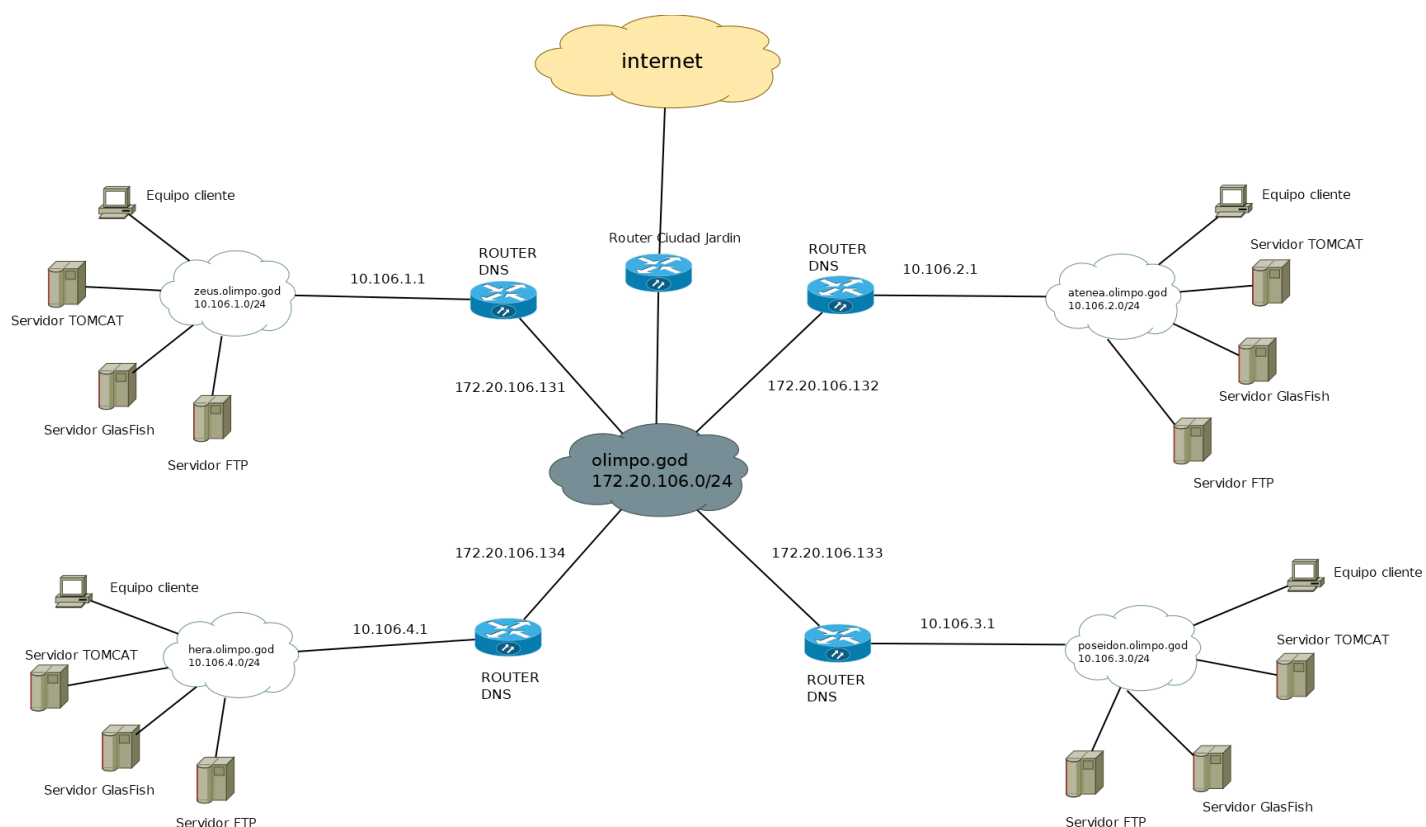 internet
Equipo cliente
Equipo cliente
Router Ciudad Jardin
Servidor TOMCAT
ROUTER
DNS
ROUTER
DNS
10.106.1.1
10.106.2.1
zeus.olimpo.god
10.106.1.0/24
atenea.olimpo.god
10.106.2.0/24
Servidor TOMCAT
172.20.106.131
172.20.106.132
Servidor GlasFish
Servidor GlasFish
Servidor FTP
Servidor FTP
olimpo.god
172.20.106.0/24
172.20.106.134
172.20.106.133
Equipo cliente
Equipo cliente
10.106.4.1
10.106.3.1
Servidor TOMCAT
hera.olimpo.god
10.106.4.0/24
poseidon.olimpo.god
10.106.3.0/24
Servidor TOMCAT
ROUTER
DNS
ROUTER
DNS
Servidor GlasFish
Servidor GlasFish
Servidor FTP
Servidor FTP